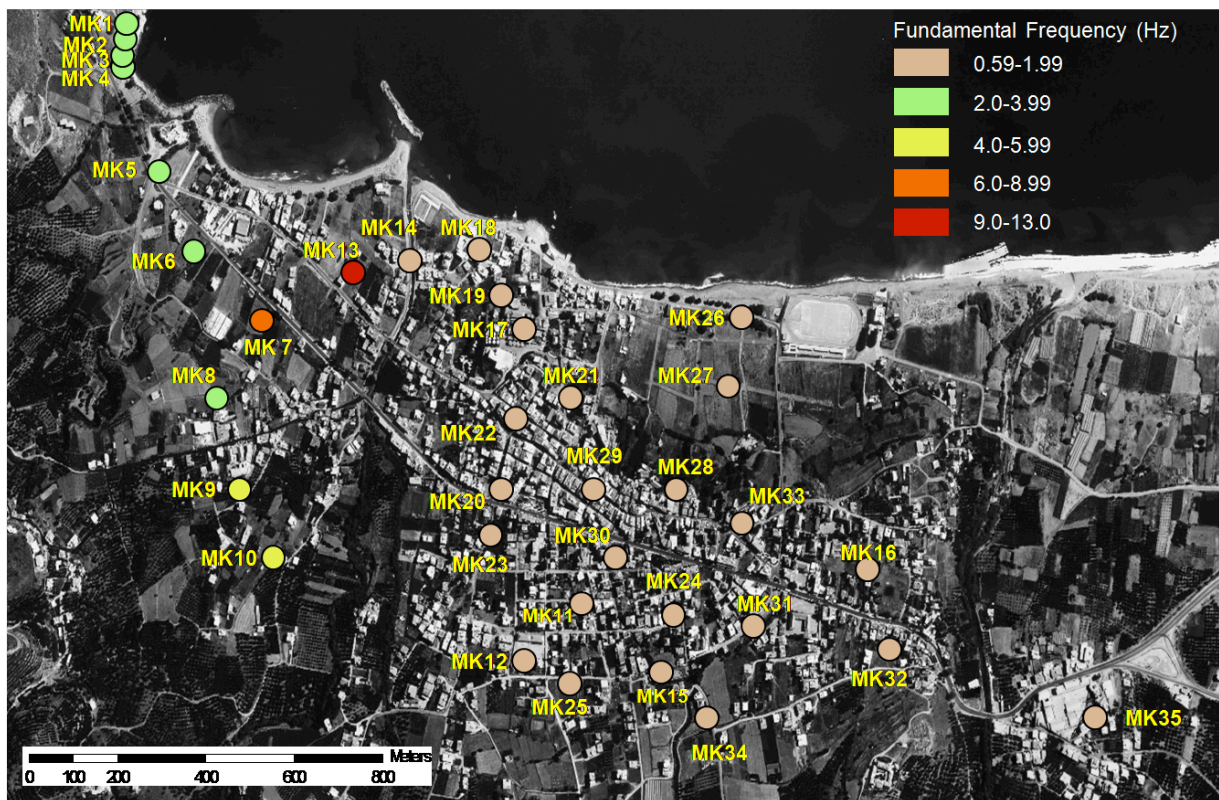 MK1
MK2
MK 3
MK 4
Fundamental Frequency (Hz)
0.59-1.99
2.0-3.99
4.0-5.99
6.0-8.99
9.0-13.0
MK5
MK6
MK13
MK14
MK18
MK19
MK17
MK 7
MK26
MK27
MK8
MK21
MK22
MK29
MK28
MK9
MK20
MK33
MK10
MK23
MK30
MK16
MK24
MK11
MK31
MK12
MK25
MK15
MK32
MK34
MK35
Meters
0 100 200 400 600 800